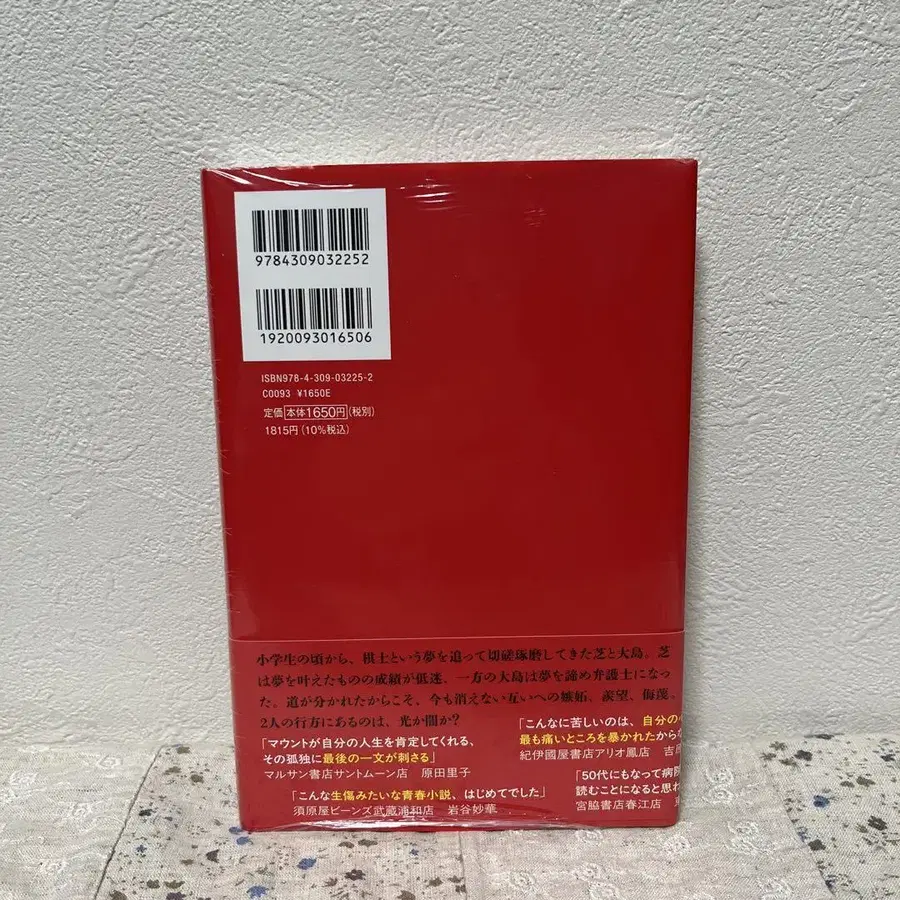 9784309032252
1920093016506
ISBN978-4-309-03225-2
C0093 ¥1650E
定価 本体1650円(税別)
1815円(10%税込)
小学生の頃から、棋士という夢を追って切磋琢磨してきた芝と大島。芝
は夢を叶えたものの成績が低迷、一方の大島は夢を諦め弁護士になっ
た。道が分かれたからこそ、今も消えない互いへの嫉妬、羨望、侮蔑。
2人の行方にあるのは、光か闇か?
「マウントが自分の人生を肯定してくれる、
その孤独に最後の一文が刺さる」
マルサン書店サントムーン店 原田里子
「こんな生傷みたいな青春小説、はじめてでした」
須原屋ビーンズ武蔵浦和店 岩谷妙華
「こんなに苦しいのは、自分の心
最も痛いところを暴かれたからな
紀伊國屋書店アリオ鳳店 吉
「50代にもなって病院
読むことになると思わ
宮脇書店春江店